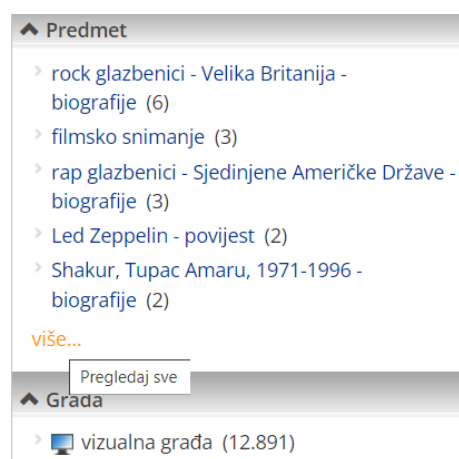 Predmet
rock glazbenici - Velika Britanija -
biografije (6)
filmsko snimanje (3)
rap glazbenici - Sjedinjene Američke Države -
biografije (3)
Led Zeppelin - povijest (2)
Shakur, Tupac Amaru, 1971-1996 -
biografije (2)
više...
Pregledaj sve
Građa
vizualna građa (12.891)